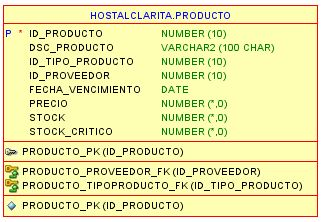 HOSTALCLARITA.PRODUCTO
P * ID_PRODUCTO NUMBER (10)
DSC_PRODUCTO VARCHAR2 (100 CHAR)
ID_TIPO_PRODUCTO NUMBER (10)
ID_PROVEEDOR NUMBER (10)
FECHA_VENCIMIENTO DATE
PRECIO NUMBER (*,0)
STOCK NUMBER (*,0)
STOCK_CRITICO NUMBER (*,0)
PRODUCTO_PK (ID_PRODUCTO)
PRODUCTO_PROVEEDOR_FK (ID_PROVEEDOR)
PRODUCTO_TIPOPRODUCTO_FK (ID_TIPO_PRODUCTO)
PRODUCTO_PK (ID_PRODUCTO)